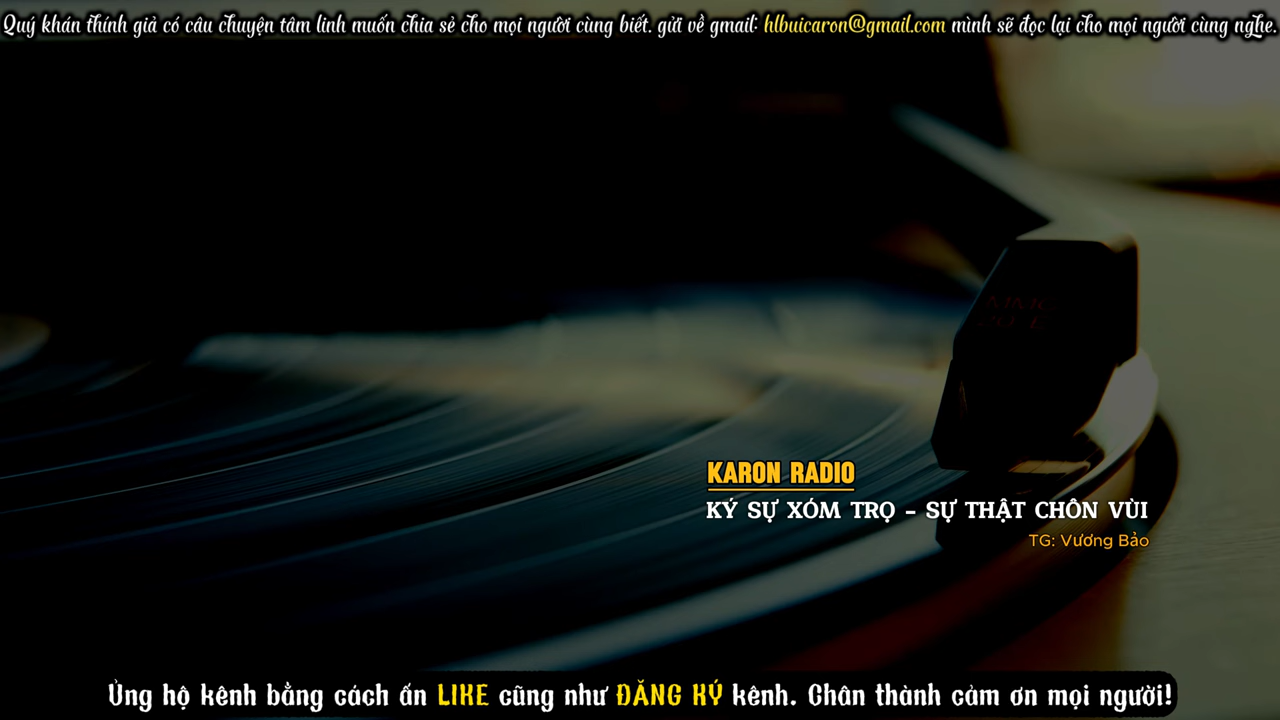 Quý khán thính giả có câu chuyện tâm linh muốn chia sẻ cho mọi người cùng biết. gửi về gmail: hlbuicaron@gmail.com mình sẽ đọc lại cho mọi người cùng nghe.
KARON RADIO
KÝ SỰ XÓM TRỌ - SỰ THẬT CHÔN VÙI
TG: Vương Bảo
Ủng hộ kênh bằng cách ấn LIKE cũng như ĐĂNG KÝ kênh. Chân thành cảm ơn mọi người!